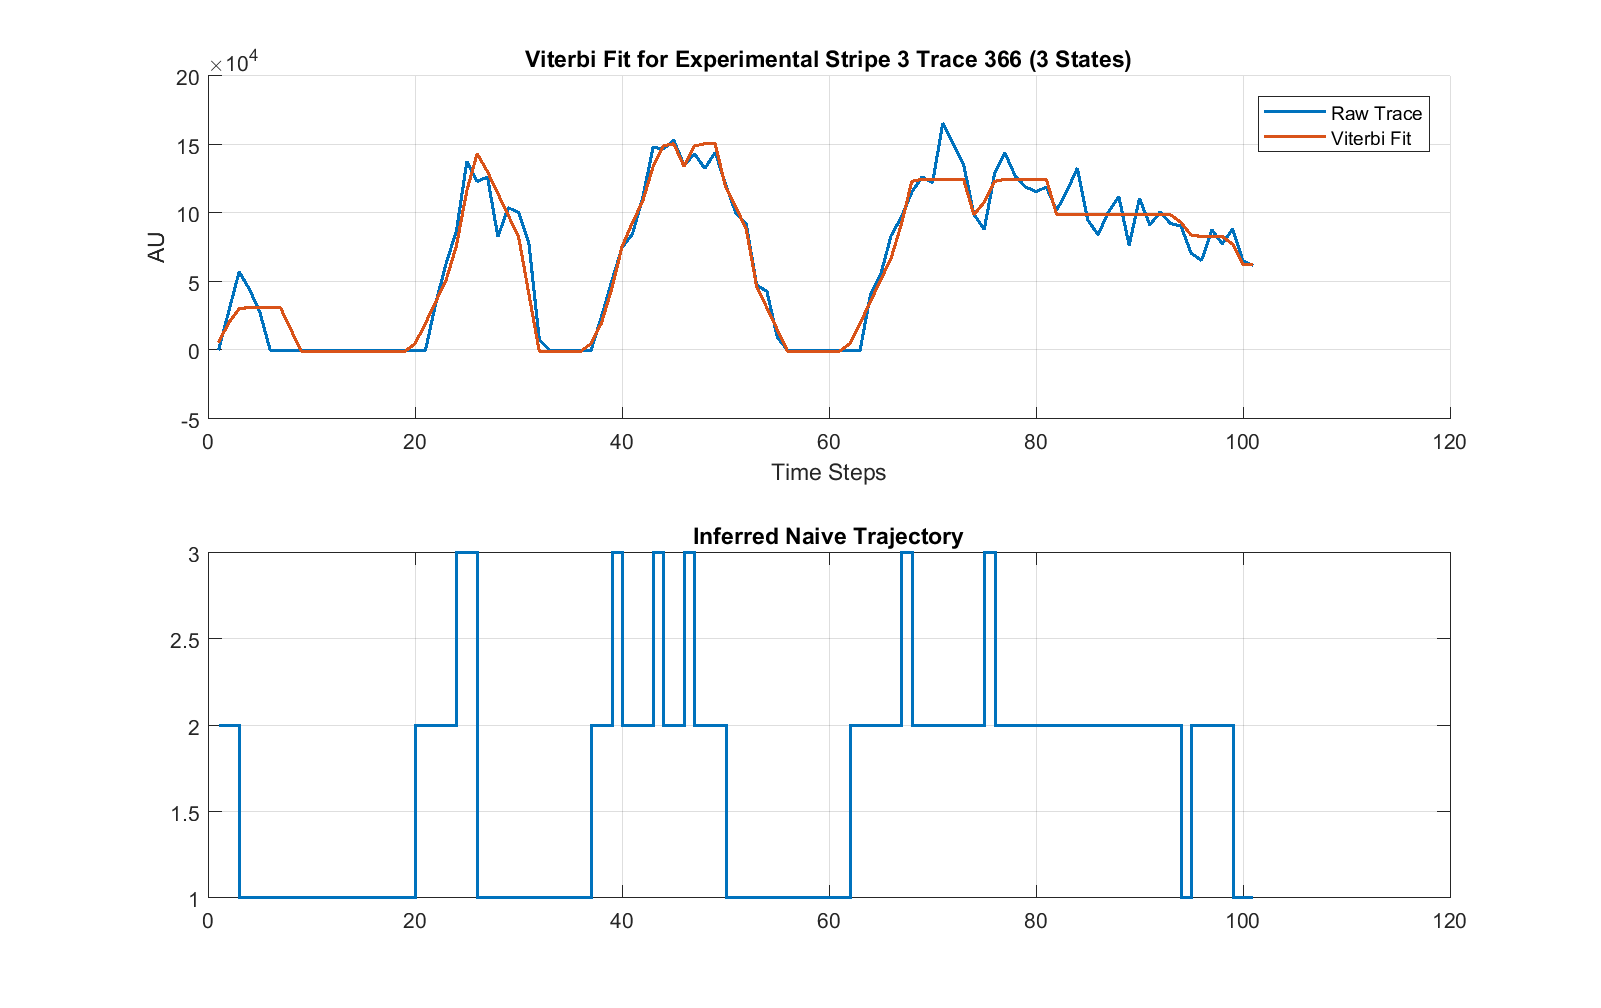 Viterbi Fit for Experimental Stripe 3 Trace 366 (3 States)
×10^4
20
15
10
5
0
-5
AU
Raw Trace
Viterbi Fit
0 20 40 60 80 100 120
Time Steps
Inferred Naive Trajectory
3
2.5
2
1.5
1
0 20 40 60 80 100 120